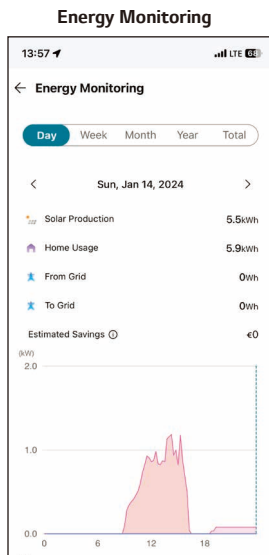 Energy Monitoring
13:57 LTE 68
Energy Monitoring
Day Week Month Year Total
Sun, Jan 14, 2024
Solar Production 5.5kWh
Home Usage 5.9kWh
From Grid 0Wh
To Grid 0Wh
Estimated Savings €0
(kW)
2.0
1.0
0.0
0 6 12 18